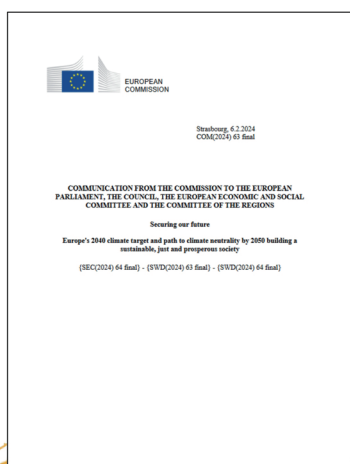 EUROPEAN
COMMISSION
Strasbourg, 6.2.2024
COM(2024) 63 final
COMMUNICATION FROM THE COMMISSION TO THE EUROPEAN
PARLIAMENT, THE COUNCIL, THE EUROPEAN ECONOMIC AND SOCIAL
COMMITTEE AND THE COMMITTEE OF THE REGIONS
Securing our future
Europe's 2040 climate target and path to climate neutrality by 2050 building a
sustainable, just and prosperous society
{SEC(2024) 64 final} - {SWD(2024) 63 final} - {SWD(2024) 64 final}